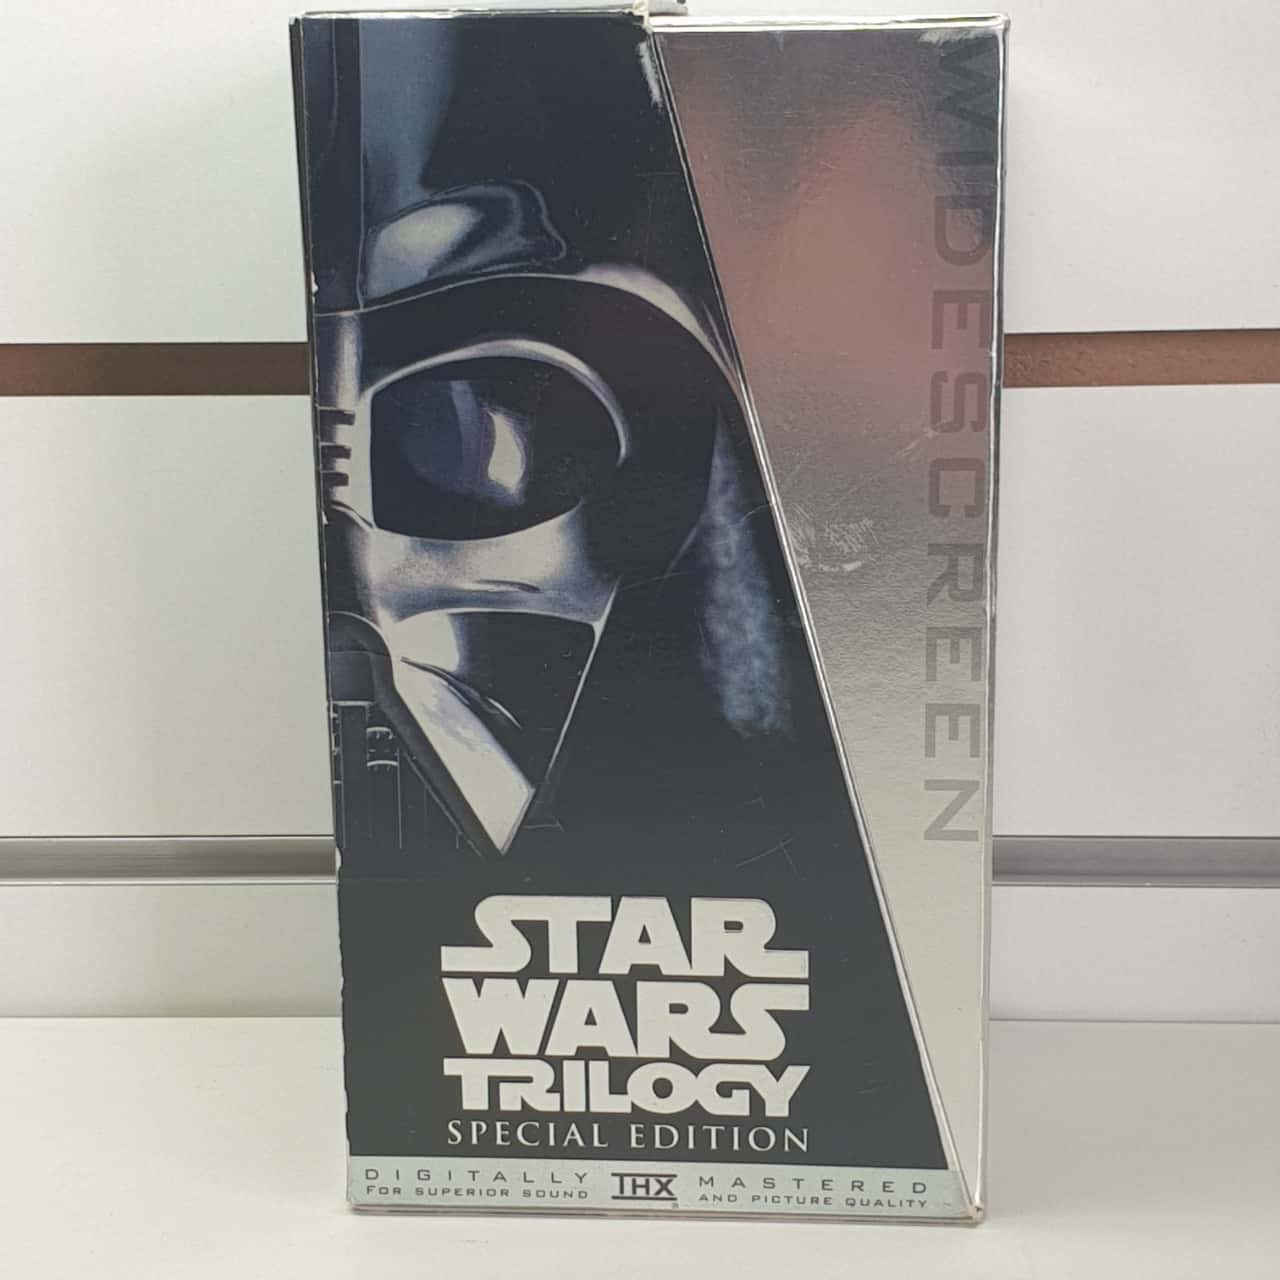 WIDESCREEN
STAR
WARS
TRILOGY
SPECIAL EDITION
DIGITALLY THX MASTERED
FOR SUPERIOR SOUND AND PICTURE QUALITY